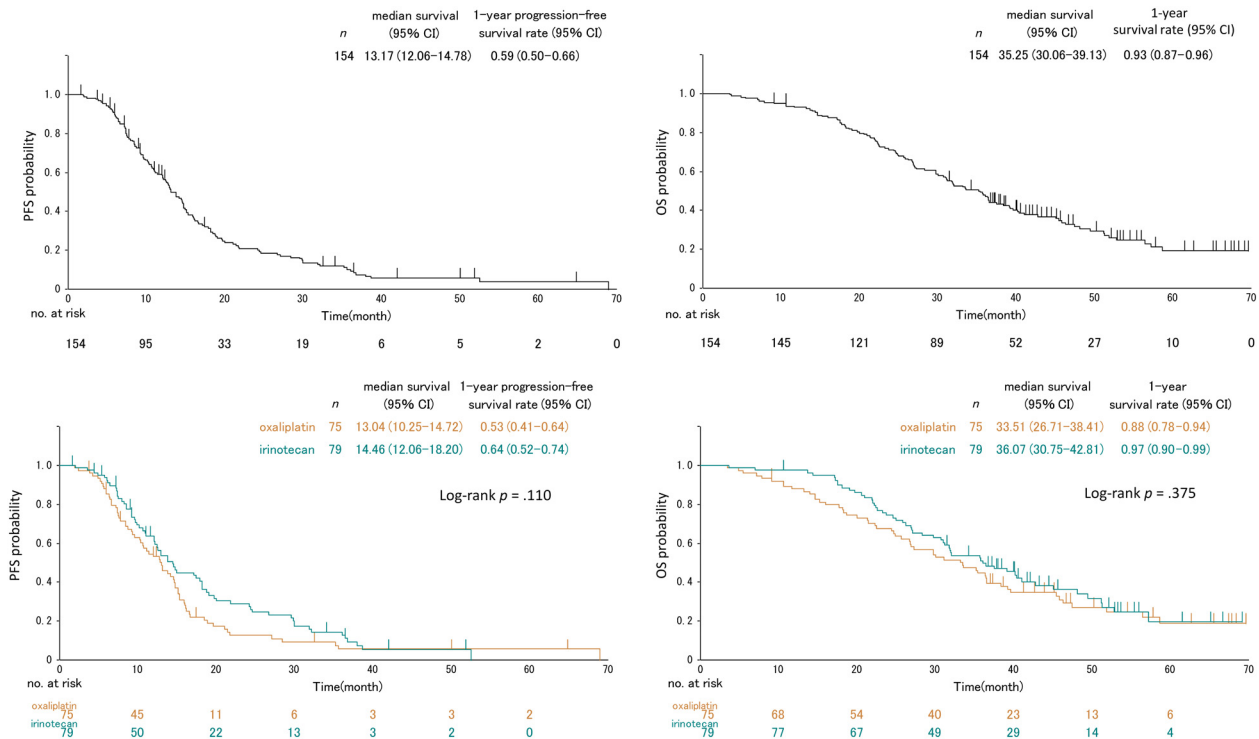 median survival 1-year progression-free
n (95% CI) survival rate (95% CI)
154 13.17 (12.06-14.78) 0.59 (0.50-0.66)
1.0
0.8
0.6
0.4
0.2
0
PFS probability
0 10 20 30 40 50 60 70
no. at risk Time(month)
154 95 33 19 6 5 2 0
median survival 1-year
n (95% CI) survival rate (95% CI)
154 35.25 (30.06-39.13) 0.93 (0.87-0.96)
1.0
0.8
0.6
0.4
0.2
0
OS probability
0 10 20 30 40 50 60 70
no. at risk Time(month)
154 145 121 89 52 27 10 0
median survival 1-year progression-free
n (95% CI) survival rate (95% CI)
oxaliplatin 75 13.04 (10.25-14.72) 0.53 (0.41-0.64)
irinotecan 79 14.46 (12.06-18.20) 0.64 (0.52-0.74)
Log-rank p = .110
1.0
0.8
0.6
0.4
0.2
0
PFS probability
0 10 20 30 40 50 60 70
no. at risk Time(month)
oxaliplatin
75 45 11 6 3 3 2
irinotecan
79 50 22 13 3 2 0
median survival 1-year
n (95% CI) survival rate (95% CI)
oxaliplatin 75 33.51 (26.71-38.41) 0.88 (0.78-0.94)
irinotecan 79 36.07 (30.75-42.81) 0.97 (0.90-0.99)
Log-rank p = .375
1.0
0.8
0.6
0.4
0.2
0
OS probability
0 10 20 30 40 50 60 70
no. at risk Time(month)
oxaliplatin
75 68 54 40 23 13 6
irinotecan
79 77 67 49 29 14 4